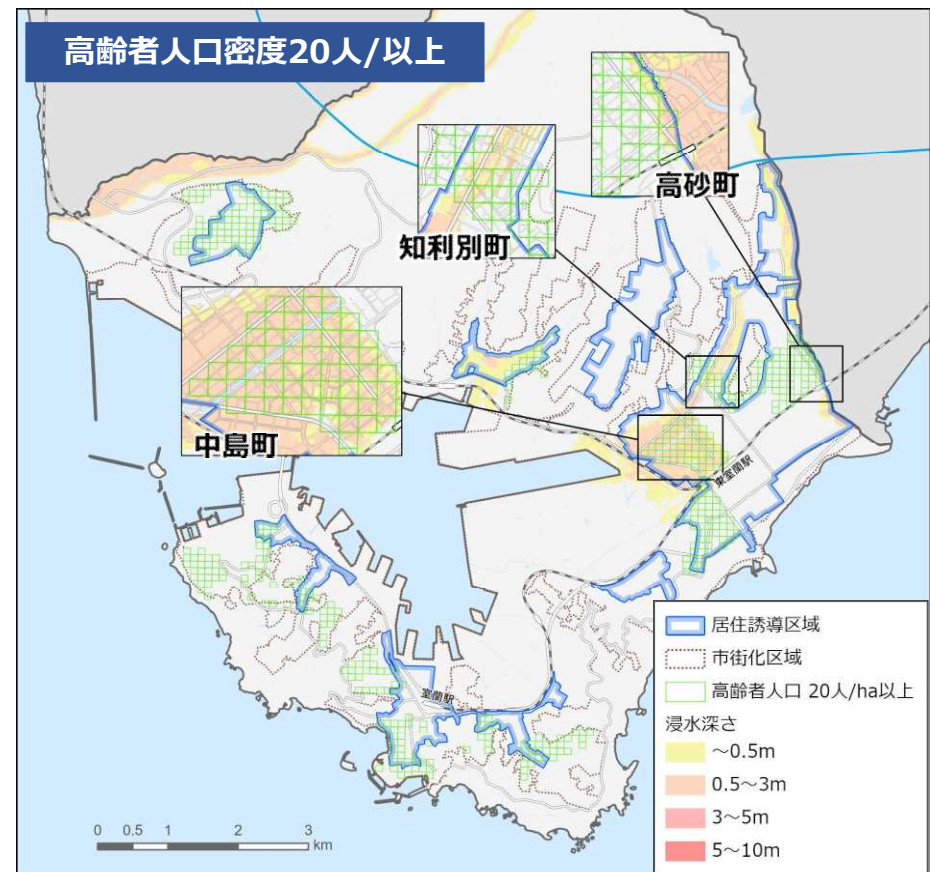 高齢者人口密度20人/以上
高砂町
知利別町
中島町
東室蘭駅
室蘭駅
居住誘導区域
市街化区域
高齢者人口 20人/ha以上
浸水深さ
～0.5m
0.5～3m
3～5m
5～10m
0 0.5 1 2 3
km